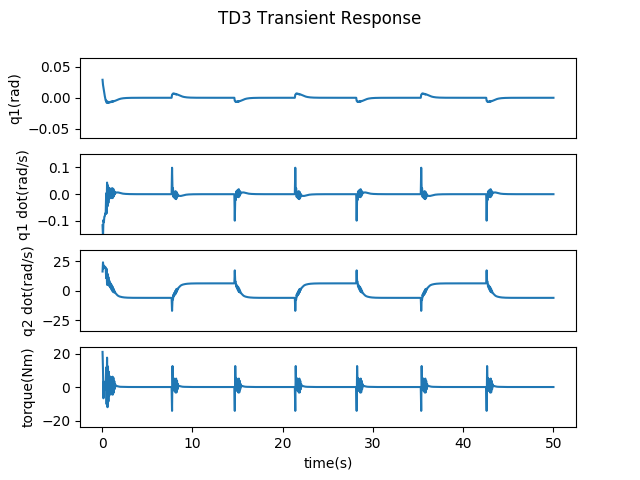 TD3 Transient Response
q1(rad)
0.05
0.00
−0.05
q1 dot(rad/s)
0.1
0.0
−0.1
q2 dot(rad/s)
25
0
−25
torque(Nm)
20
0
−20
0 10 20 30 40 50
time(s)